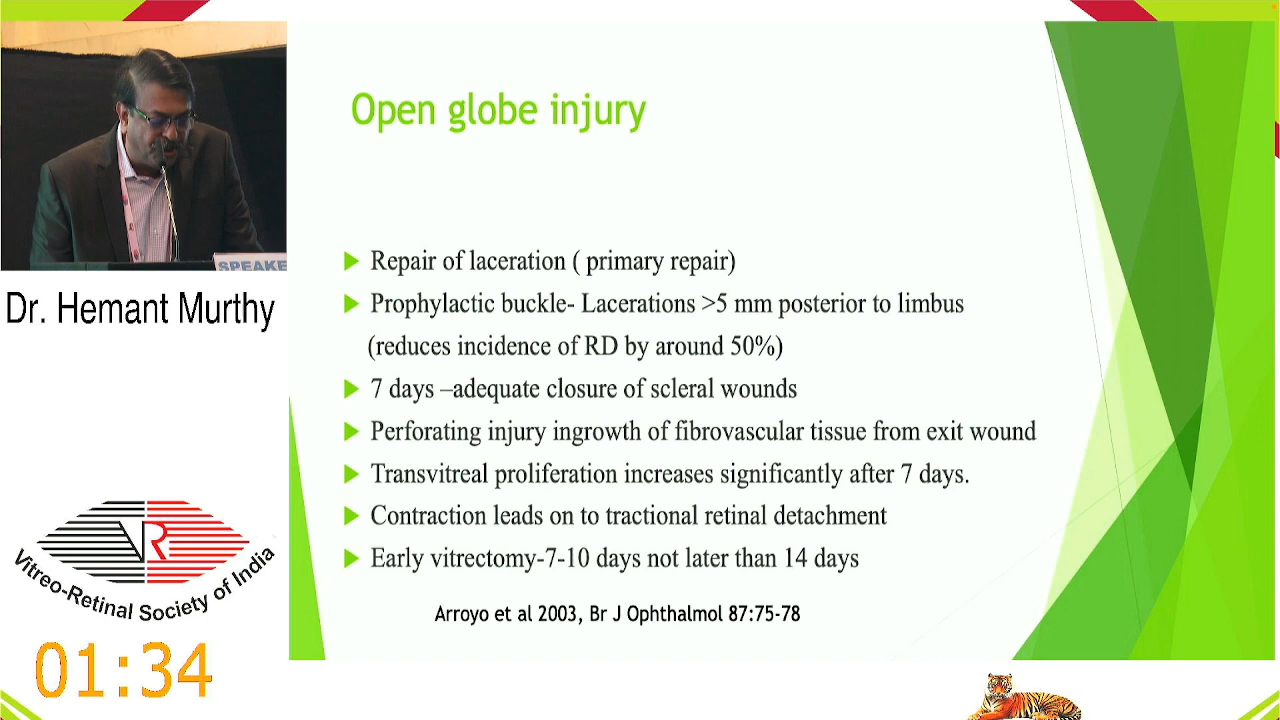 Open globe injury
Repair of laceration ( primary repair)
Prophylactic buckle- Lacerations >5 mm posterior to limbus
(reduces incidence of RD by around 50%)
7 days –adequate closure of scleral wounds
Perforating injury ingrowth of fibrovascular tissue from exit wound
Transvitreal proliferation increases significantly after 7 days.
Contraction leads on to tractional retinal detachment
Early vitrectomy-7-10 days not later than 14 days
Arroyo et al 2003, Br J Ophthalmol 87:75-78
SPEAKE
Dr. Hemant Murthy
VR
Vitreo-Retinal Society of India
01:34